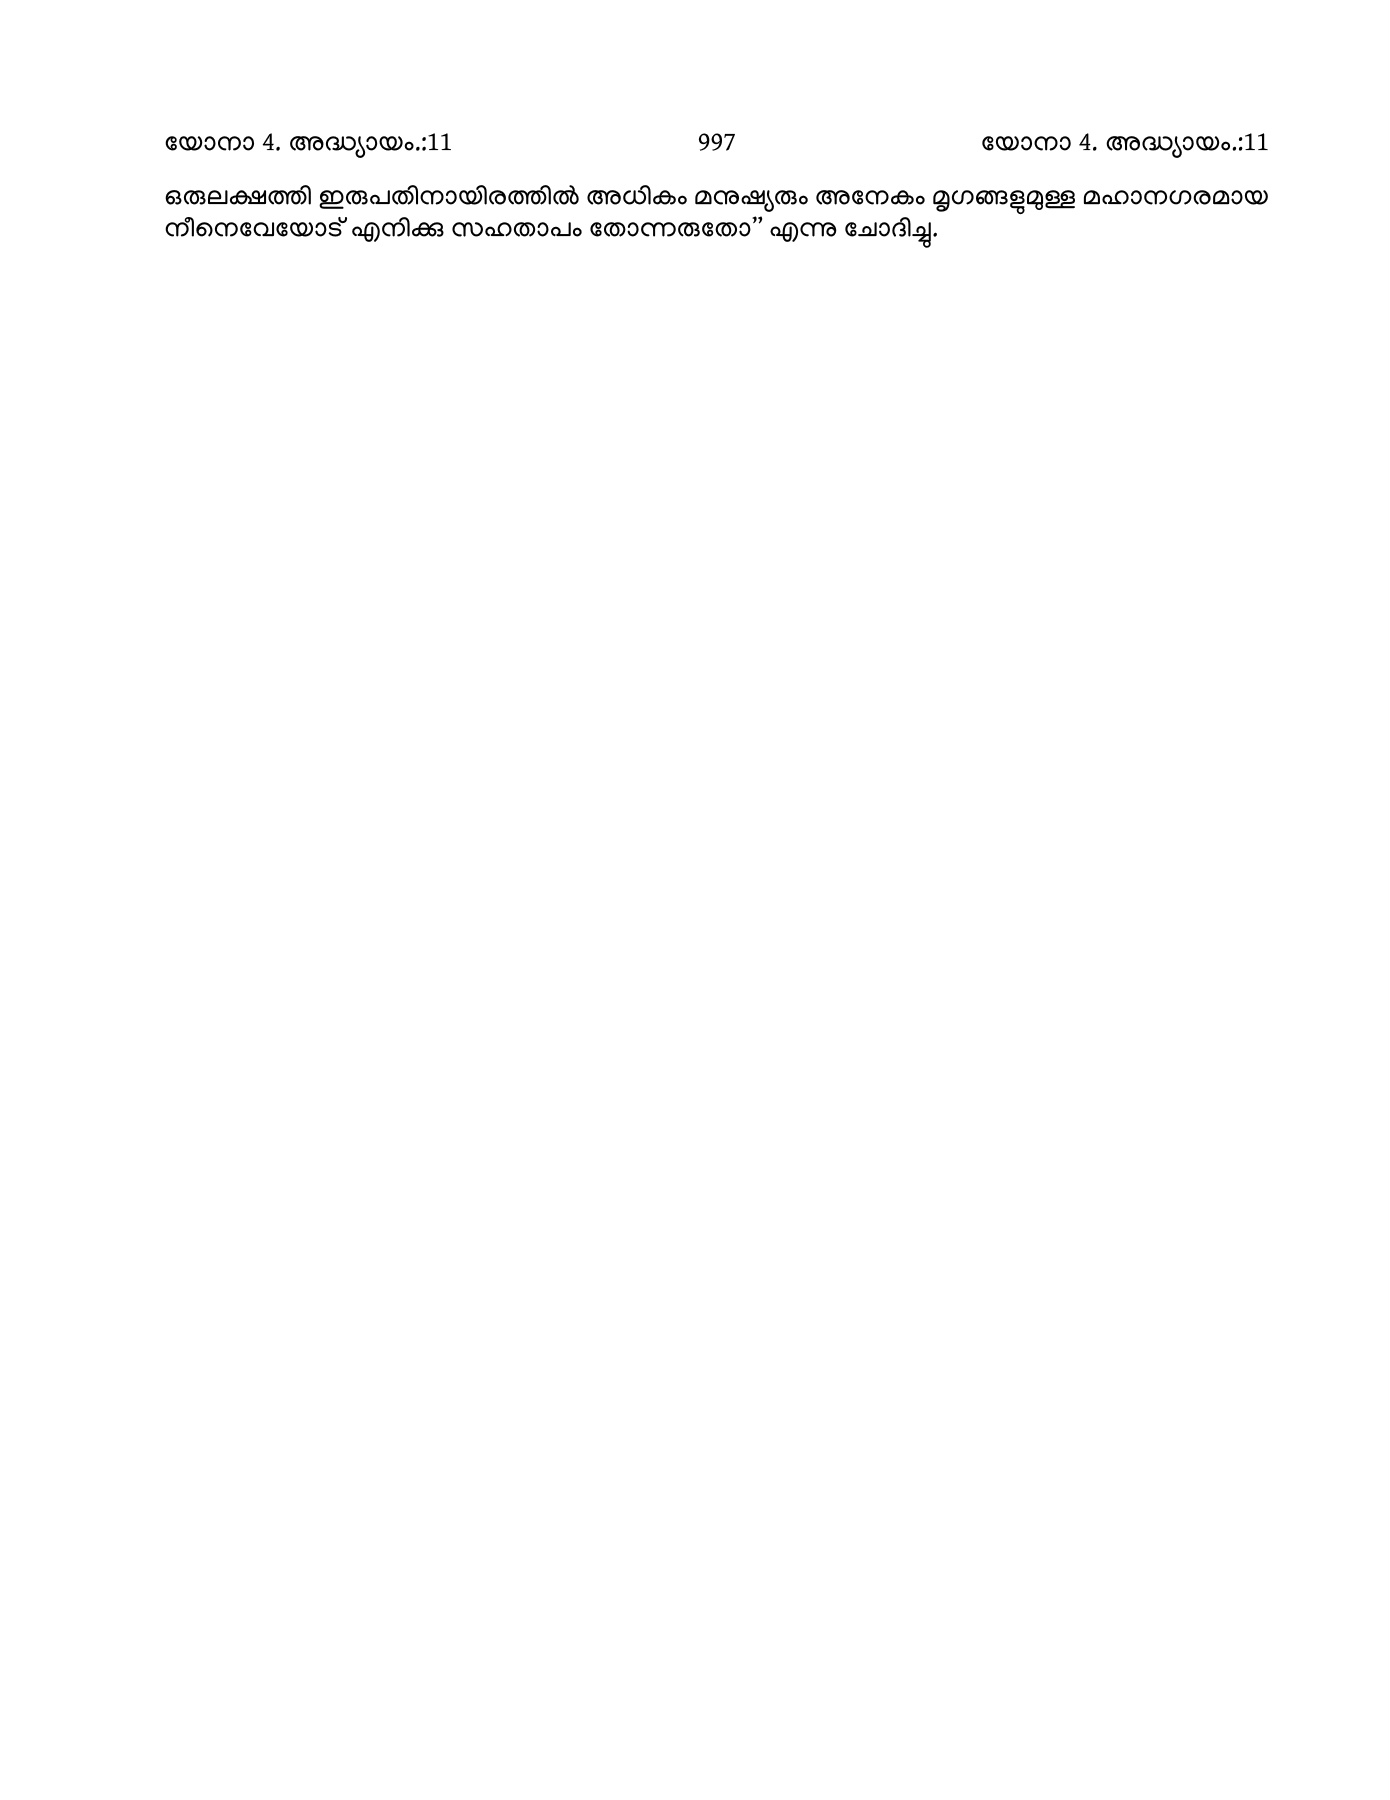 യോനാ 4. അദ്ധ്യായം.:11 997 യോനാ 4. അദ്ധ്യായം.:11
ഒരുലക്ഷത്തി ഇരുപതിനായിരത്തിൽ അധികം മനുഷ്യരും അനേകം മൃഗങ്ങളുമുള്ള മഹാനഗരമായ
നീനെവേയോട് എനിക്കു സഹതാപം തോന്നരുതോ” എന്നു ചോദിച്ചു.